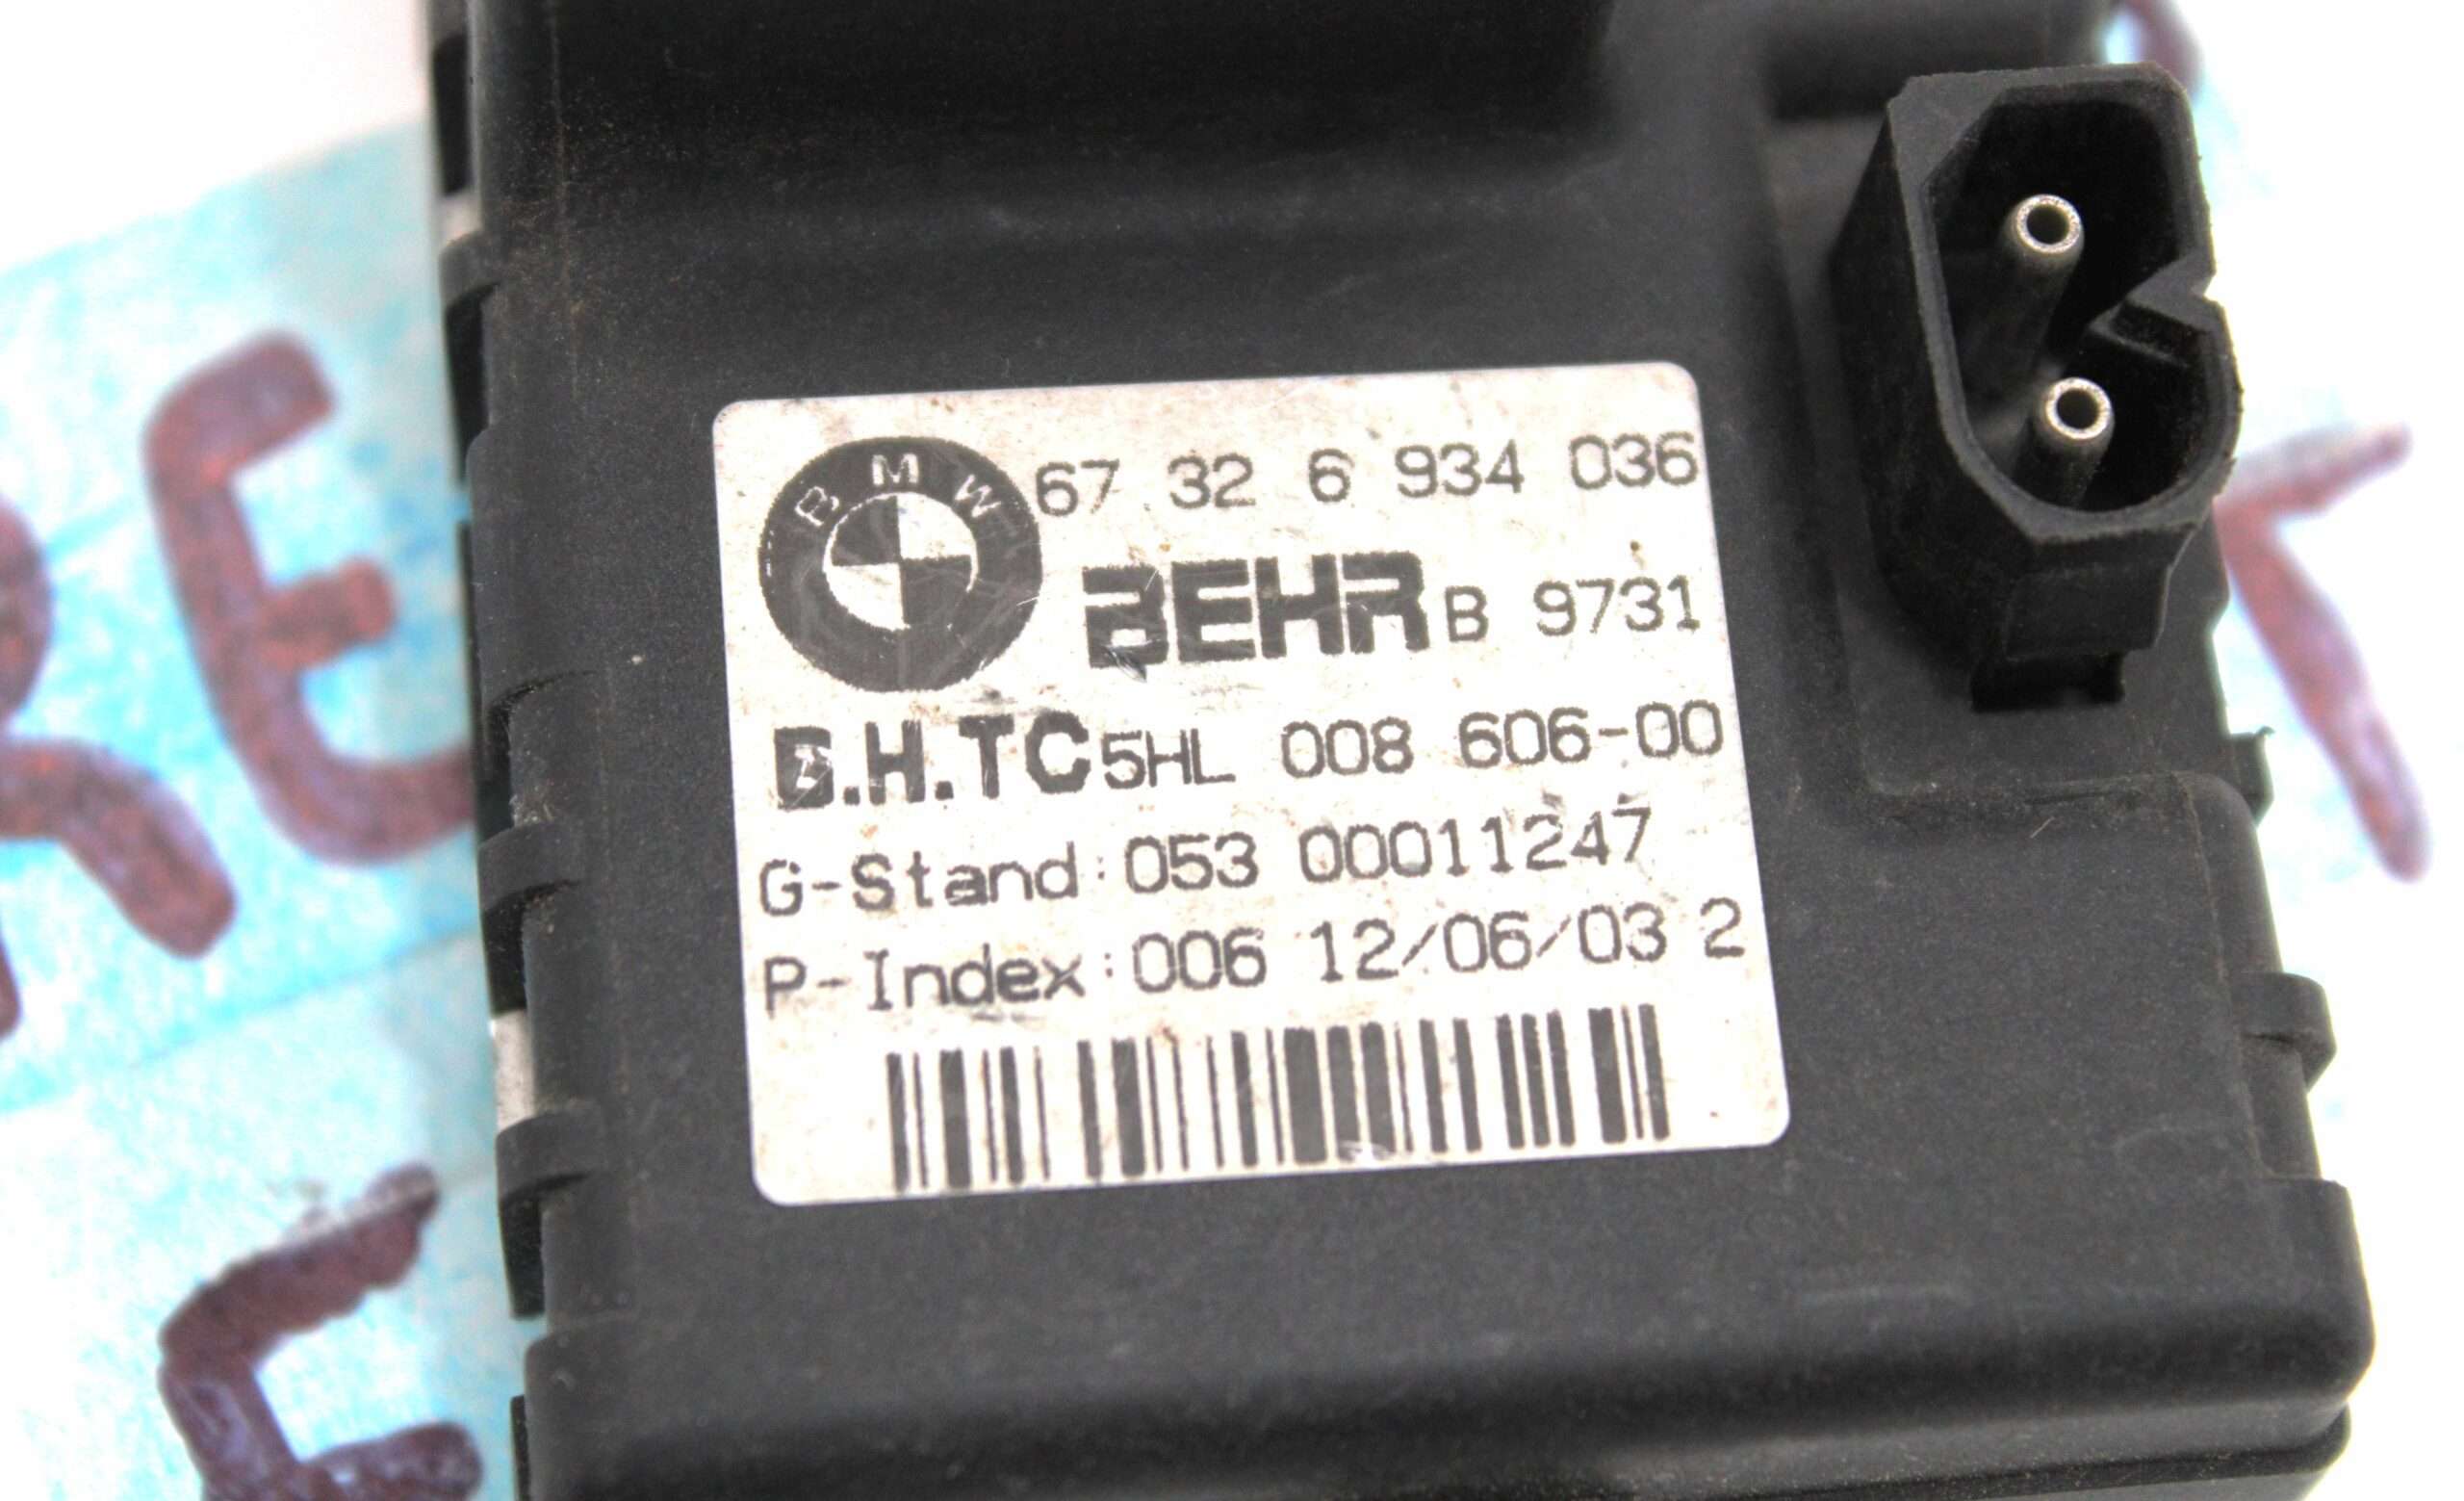 BMW 67 32 6 934 036
BEHR B 9731
B.H.TC 5HL 008 606-00
G-Stand: 053 00011247
P-Index: 006 12/06/03 2